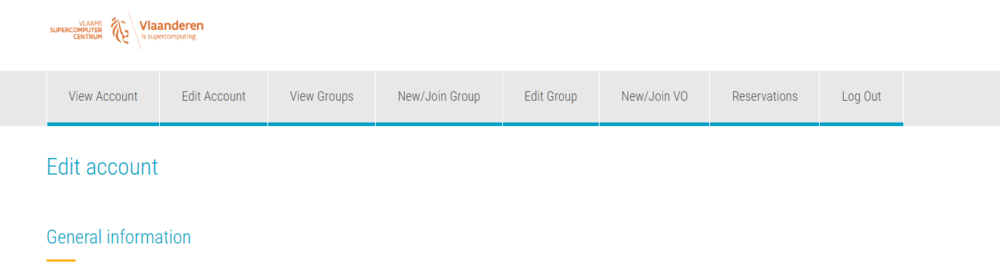 VLAAMS
SUPERCOMPUTER
CENTRUM
Vlaanderen
is supercomputing
View Account Edit Account View Groups New/Join Group Edit Group New/Join VO Reservations Log Out
Edit account
General information